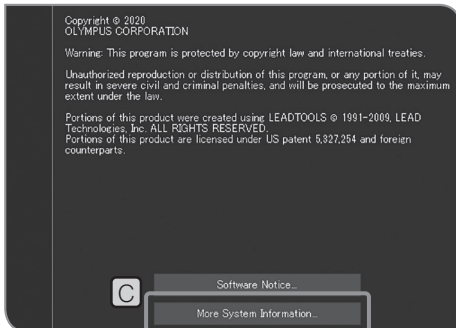 Copyright © 2020
OLYMPUS CORPORATION
Warning: This program is protected by copyright law and international treaties.
Unauthorized reproduction or distribution of this program, or any portion of it, may
result in severe civil and criminal penalties, and will be prosecuted to the maximum
extent under the law.
Portions of this product were created using LEADTOOLS © 1991-2009, LEAD
Technologies, Inc. ALL RIGHTS RESERVED.
Portions of this product are licensed under US patent 5,327,254 and foreign
counterparts.
Software Notice...
C
More System Information...